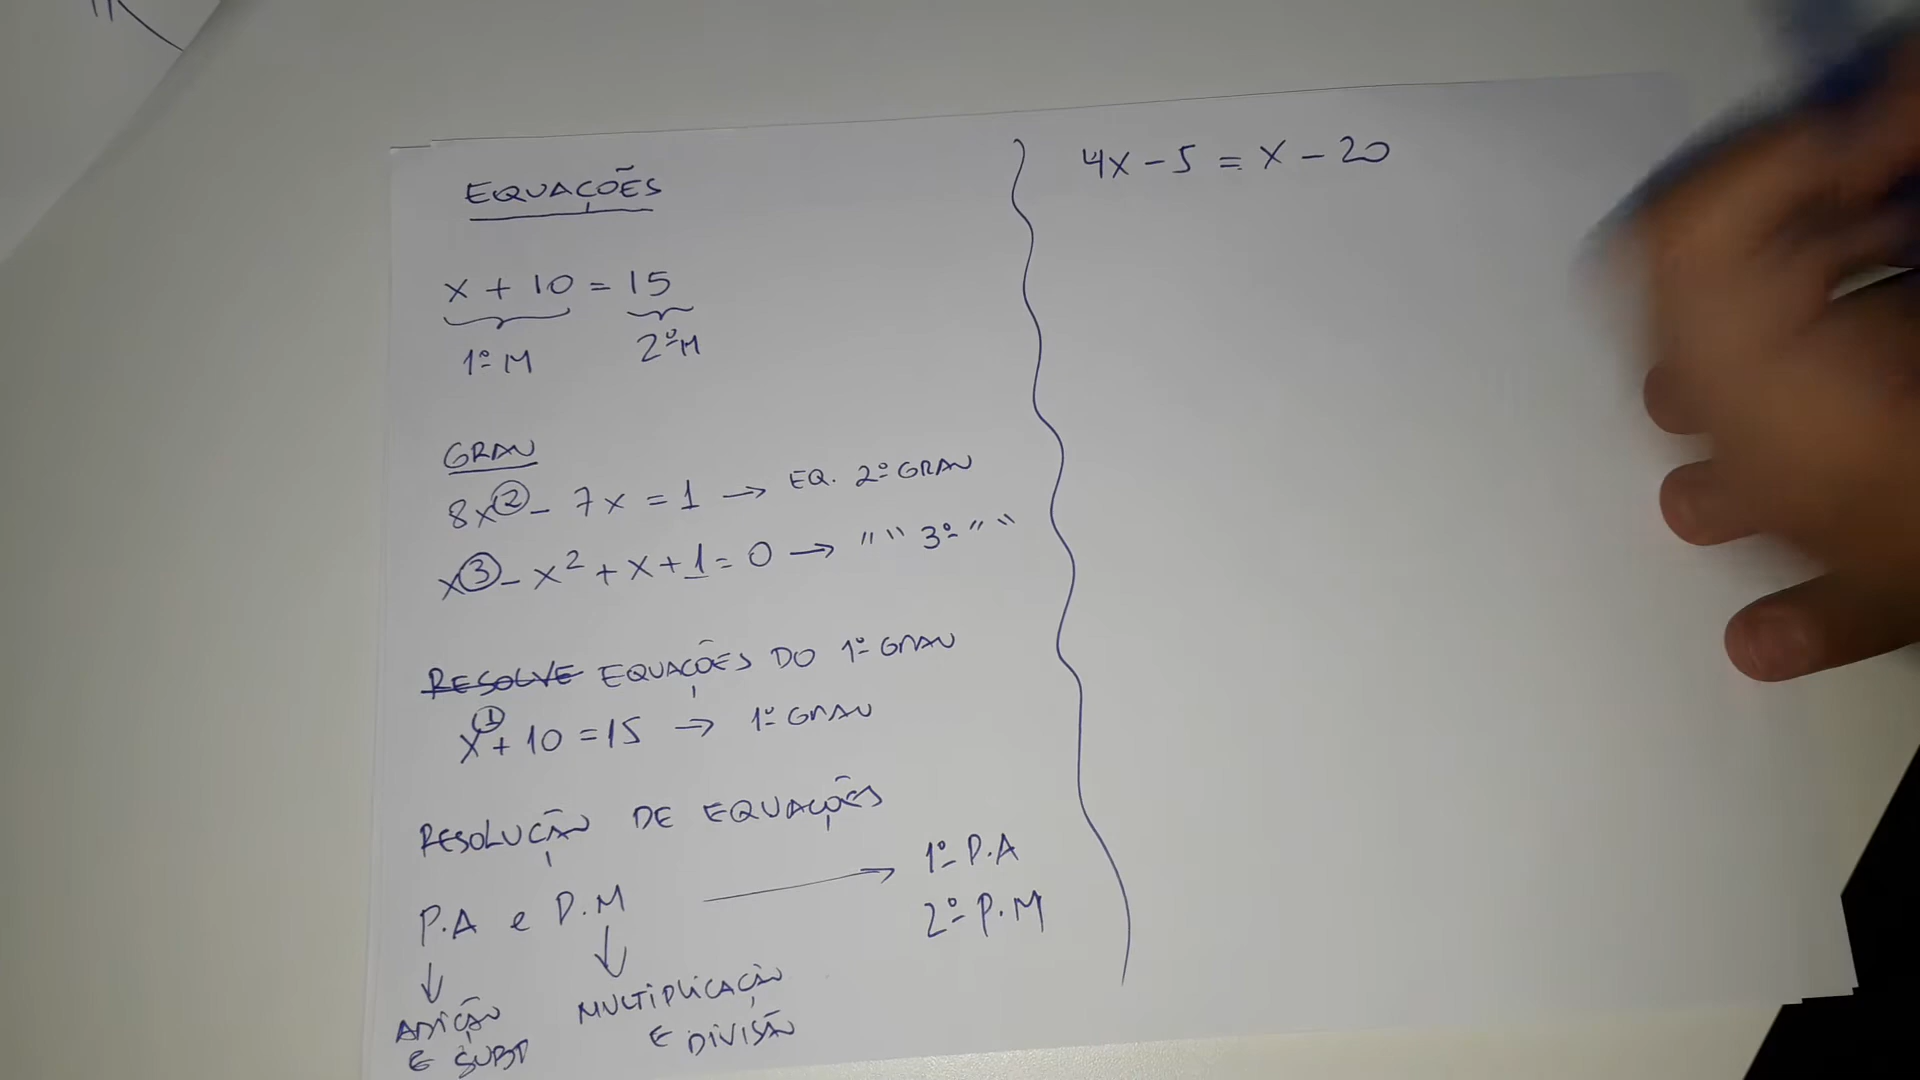 EQUAÇÕES
x + 10 = 15
1º M 2º M
GRAU
8x² - 7x = 1 → EQ. 2º GRAU
x³ - x² + x + 1 = 0 → " " 3º " "
RESOLVE EQUAÇÕES DO 1º GRAU
x¹ + 10 = 15 → 1º GRAU
RESOLUÇÃO DE EQUAÇÕES
P.A e P.M → 1º P.A
2º P.M
↓ ↓
ADIÇÃO MULTIPLICAÇÃO
E SUBT E DIVISÃO
4x - 5 = x - 20